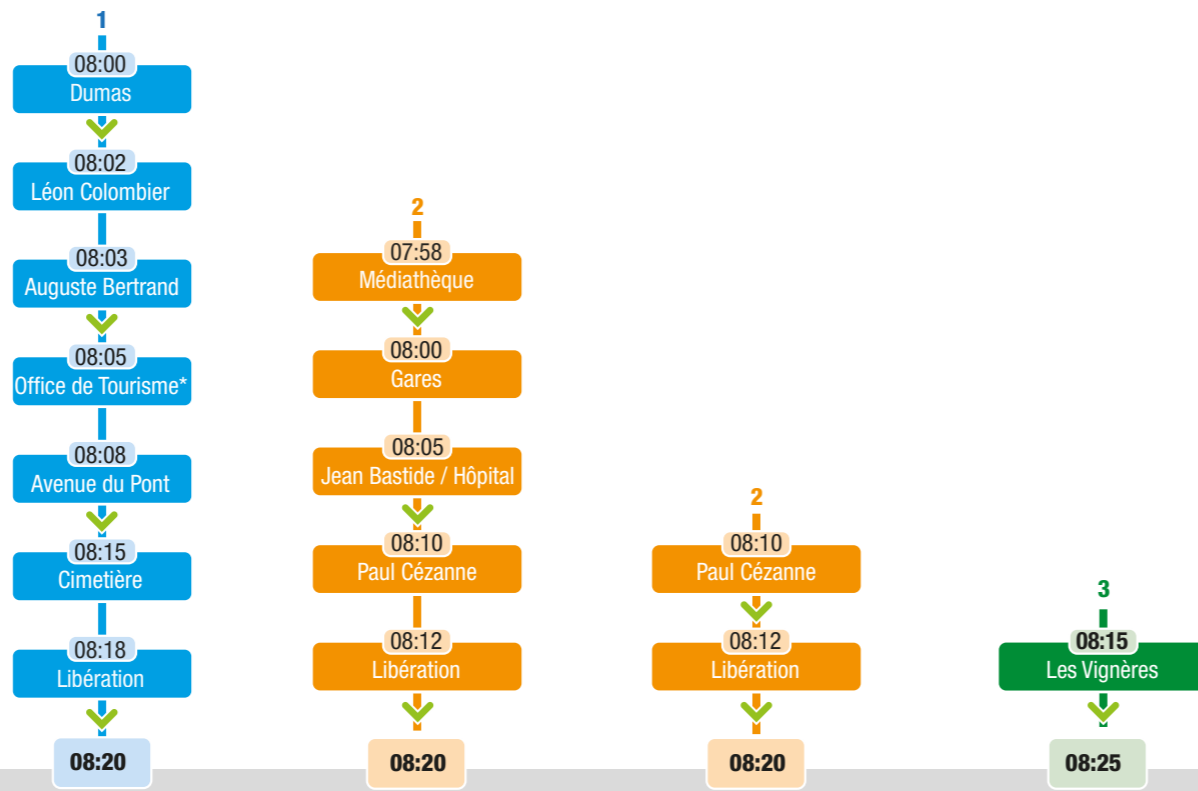 1
08:00
Dumas
08:02
Léon Colombier
08:03
Auguste Bertrand
08:05
Office de Tourisme*
08:08
Avenue du Pont
08:15
Cimetière
08:18
Libération
08:20
2
07:58
Médiathèque
08:00
Gares
08:05
Jean Bastide / Hôpital
08:10
Paul Cézanne
08:12
Libération
08:20
2
08:10
Paul Cézanne
08:12
Libération
08:20
3
08:15
Les Vignères
08:25